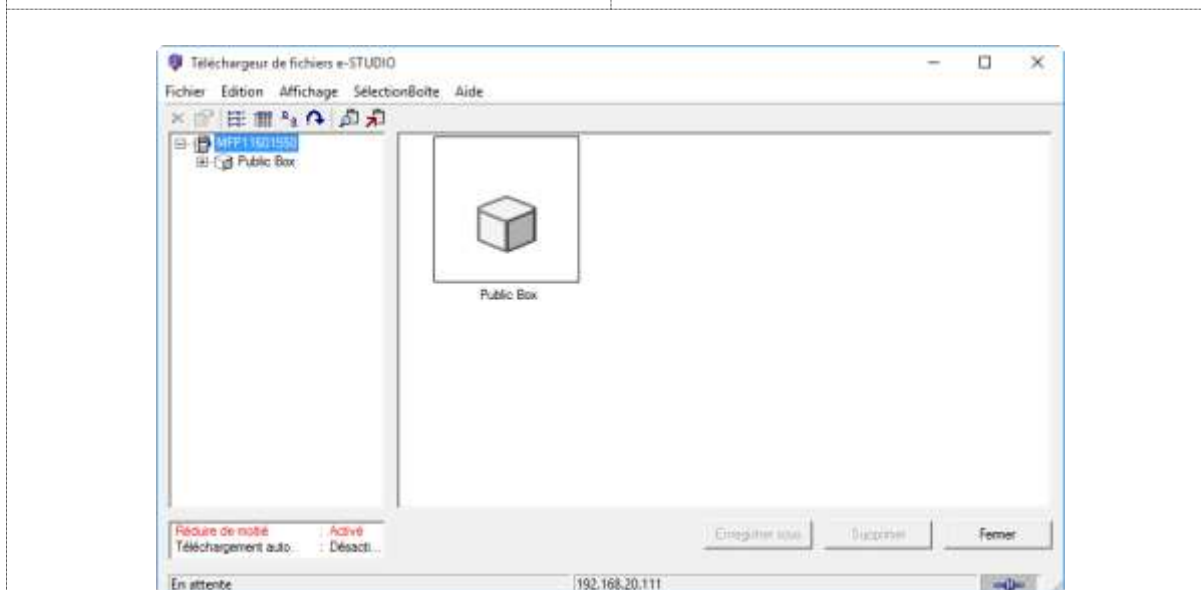 Téléchargeur de fichiers e-STUDIO
Fichier Edition Affichage SélectionBoîte Aide
MFP11601550
Public Box
Public Box
Réduire de moitié : Activé
Téléchargement auto... : Désacti...
Enregistrer sous Supprimer Fermer
En attente 192.168.20.111